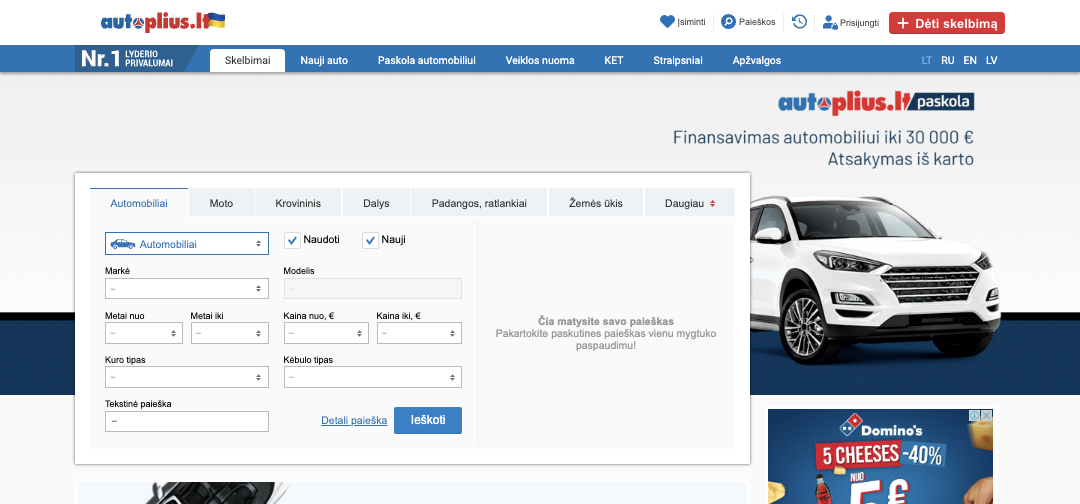 autoplius.lt
Įsiminti
Paieškos
Prisijungti
+ Dėti skelbimą
Nr.1 LYDERIO
PRIVALUMAI
Skelbimai
Nauji auto
Paskola automobiliui
Veiklos nuoma
KET
Straipsniai
Apžvalgos
LT RU EN LV
autoplius.lt paskola
Finansavimas automobiliui iki 30 000 €
Atsakymas iš karto
Automobiliai
Moto
Krovininis
Dalys
Padangos, ratlankiai
Žemės ūkis
Daugiau
Automobiliai
Naudoti
Nauji
Markė
Modelis
–
–
Metai nuo
Metai iki
Kaina nuo, €
Kaina iki, €
–
–
–
–
Kuro tipas
Kėbulo tipas
–
–
Tekstinė paieška
–
Detali paieška
Ieškoti
Čia matysite savo paieškas
Pakartokite paskutines paieškas vienu mygtuko
paspaudimu!
Domino's
5 CHEESES -40%
NUO
5 €